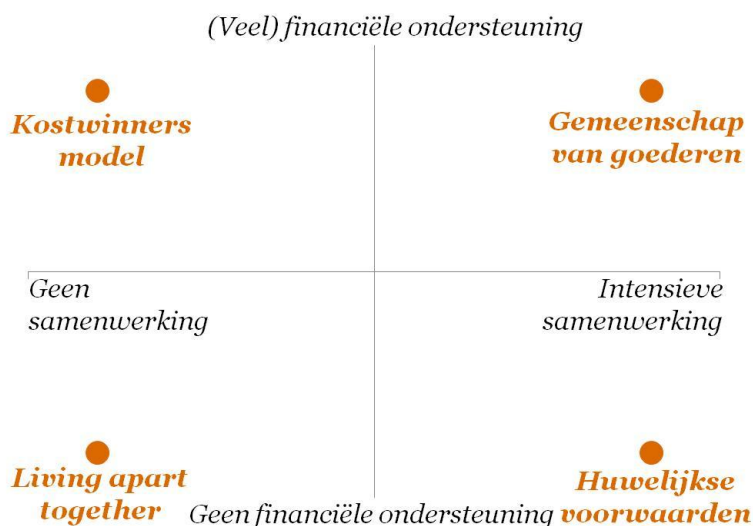 (Veel) financiële ondersteuning
Kostwinners
model
Gemeenschap
van goederen
Geen
samenwerking
Intensieve
samenwerking
Living apart
together
Huwelijkse
voorwaarden
Geen financiële ondersteuning